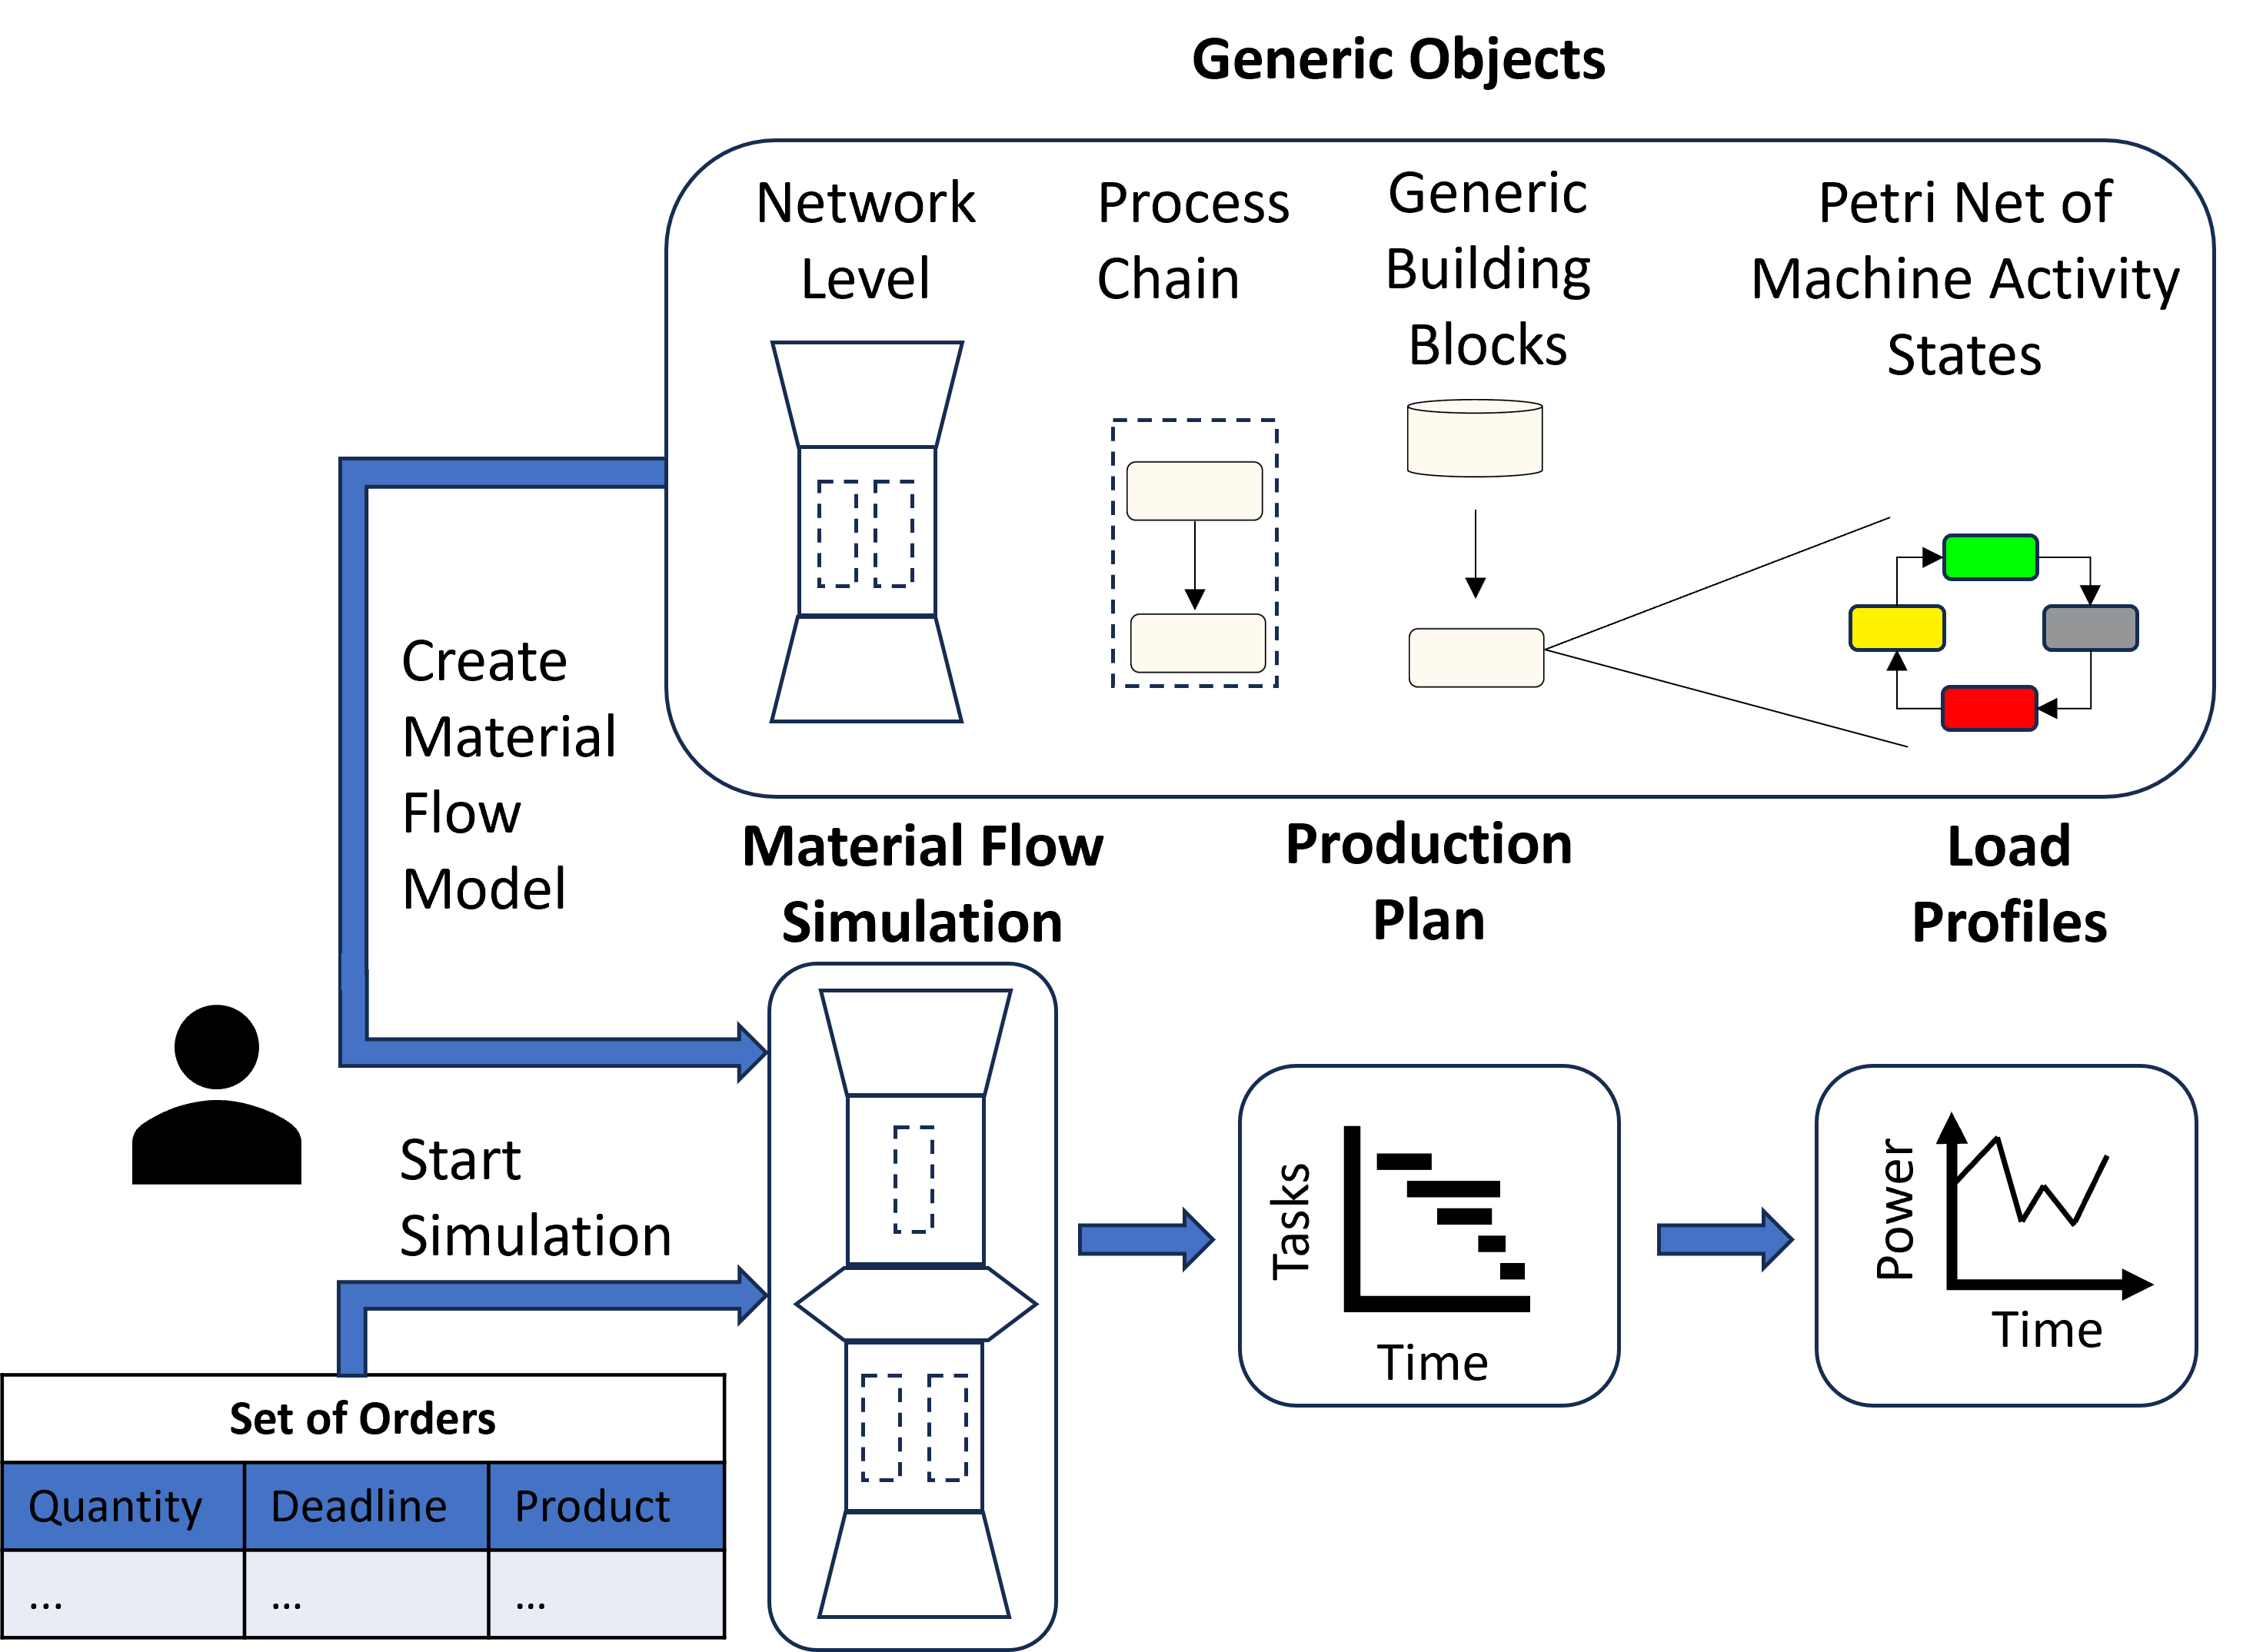 Generic Objects
Network
Level
Process
Chain
Generic
Building
Blocks
Petri Net of
Machine Activity
States
Create
Material
Flow
Model
Material Flow
Simulation
Production
Plan
Load
Profiles
Start
Simulation
Tasks
Time
Power
Time
Set of Orders
Quantity Deadline Product
... ... ...